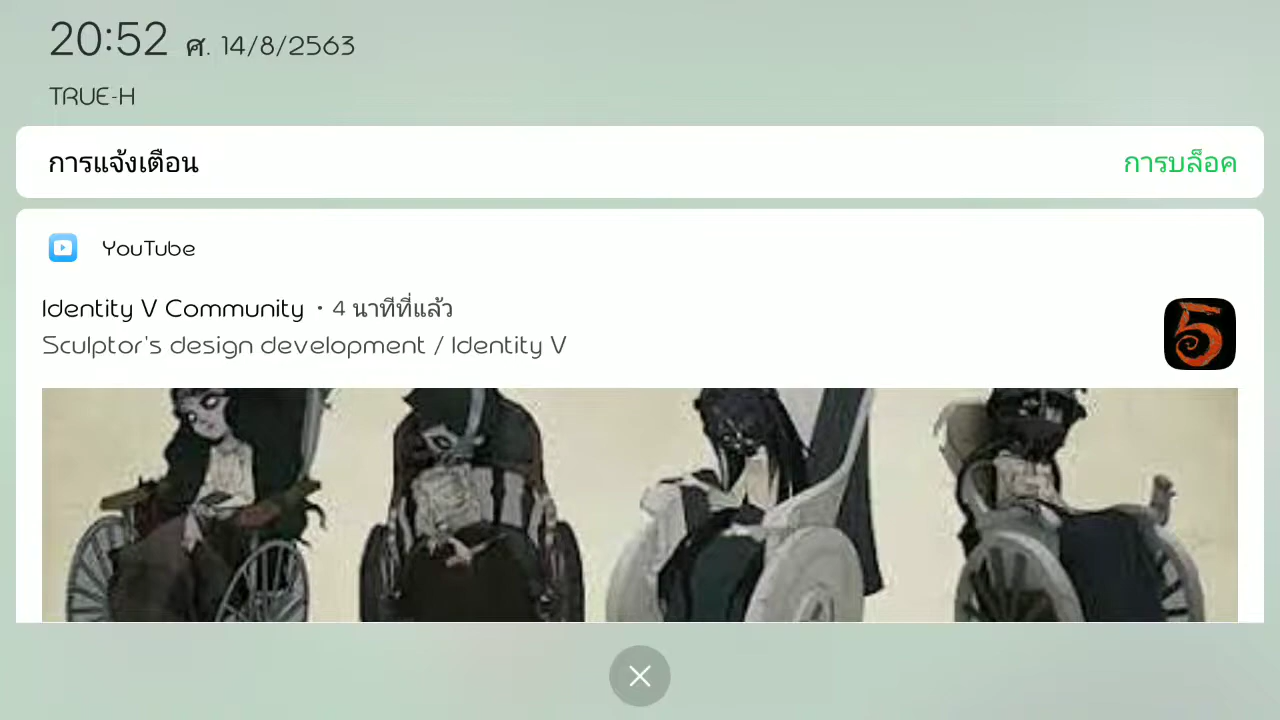 20:52 ศ. 14/8/2563
TRUE-H
การแจ้งเตือน การบล็อค
YouTube
Identity V Community · 4 นาทีที่แล้ว
Sculptor's design development / Identity V